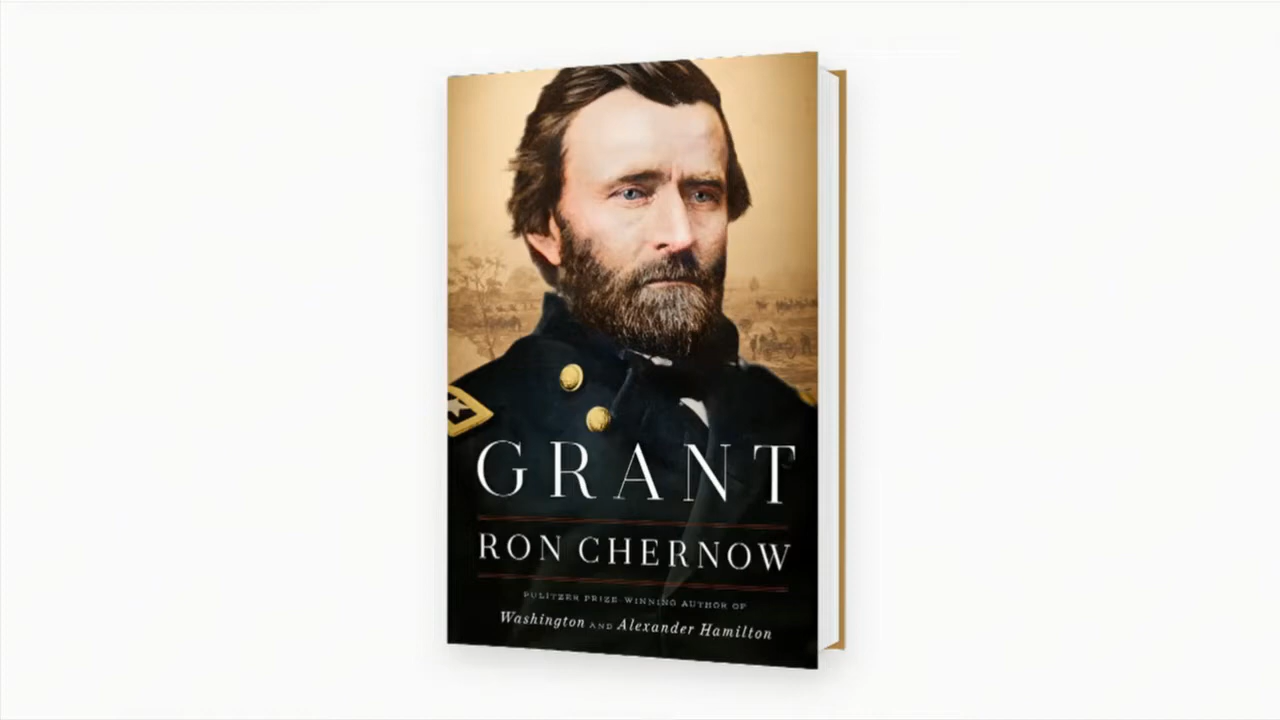 GRANT
RON CHERNOW
PULITZER PRIZE-WINNING AUTHOR OF
Washington AND Alexander Hamilton